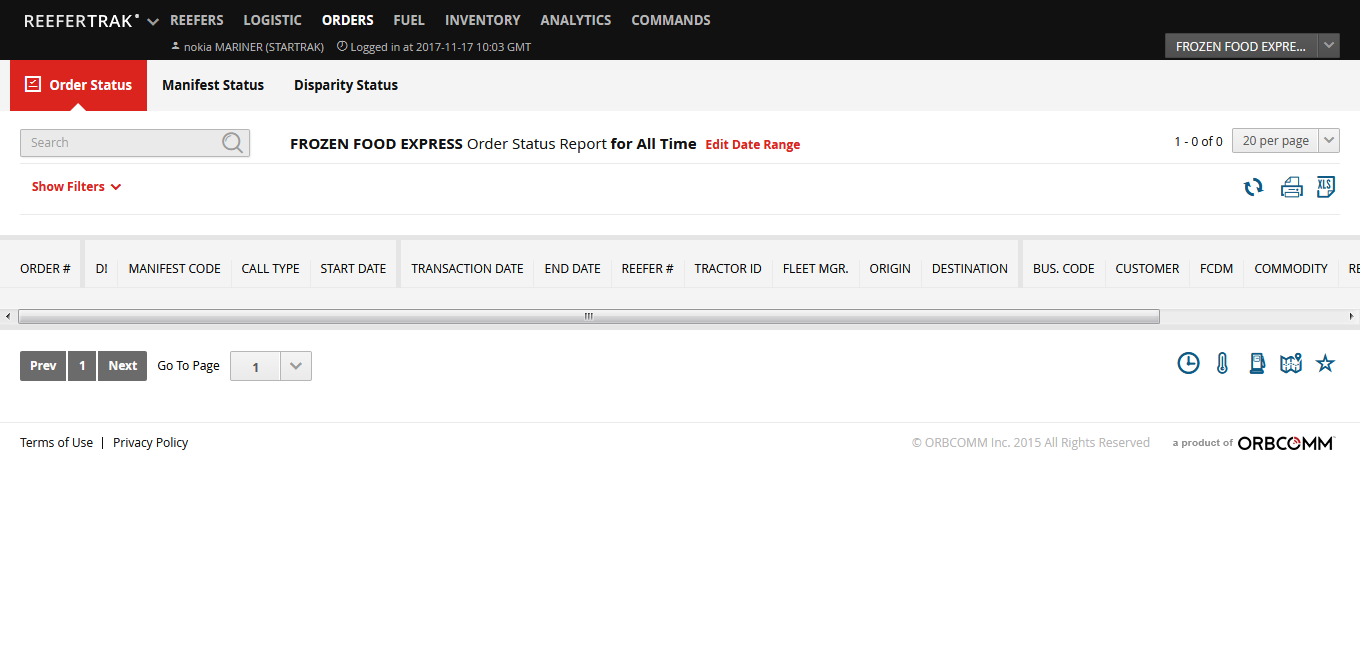 REEFERTRAK REEFERS LOGISTIC ORDERS FUEL INVENTORY ANALYTICS COMMANDS
nokia MARINER (STARTRAK) Logged in at 2017-11-17 10:03 GMT FROZEN FOOD EXPRE...
Order Status Manifest Status Disparity Status
Search FROZEN FOOD EXPRESS Order Status Report for All Time Edit Date Range 1 - 0 of 0 20 per page
Show Filters XLS
ORDER # D! MANIFEST CODE CALL TYPE START DATE TRANSACTION DATE END DATE REEFER # TRACTOR ID FLEET MGR. ORIGIN DESTINATION BUS. CODE CUSTOMER FCDM COMMODITY RE
Prev 1 Next Go To Page 1
Terms of Use | Privacy Policy © ORBCOMM Inc. 2015 All Rights Reserved a product of ORBCOMM